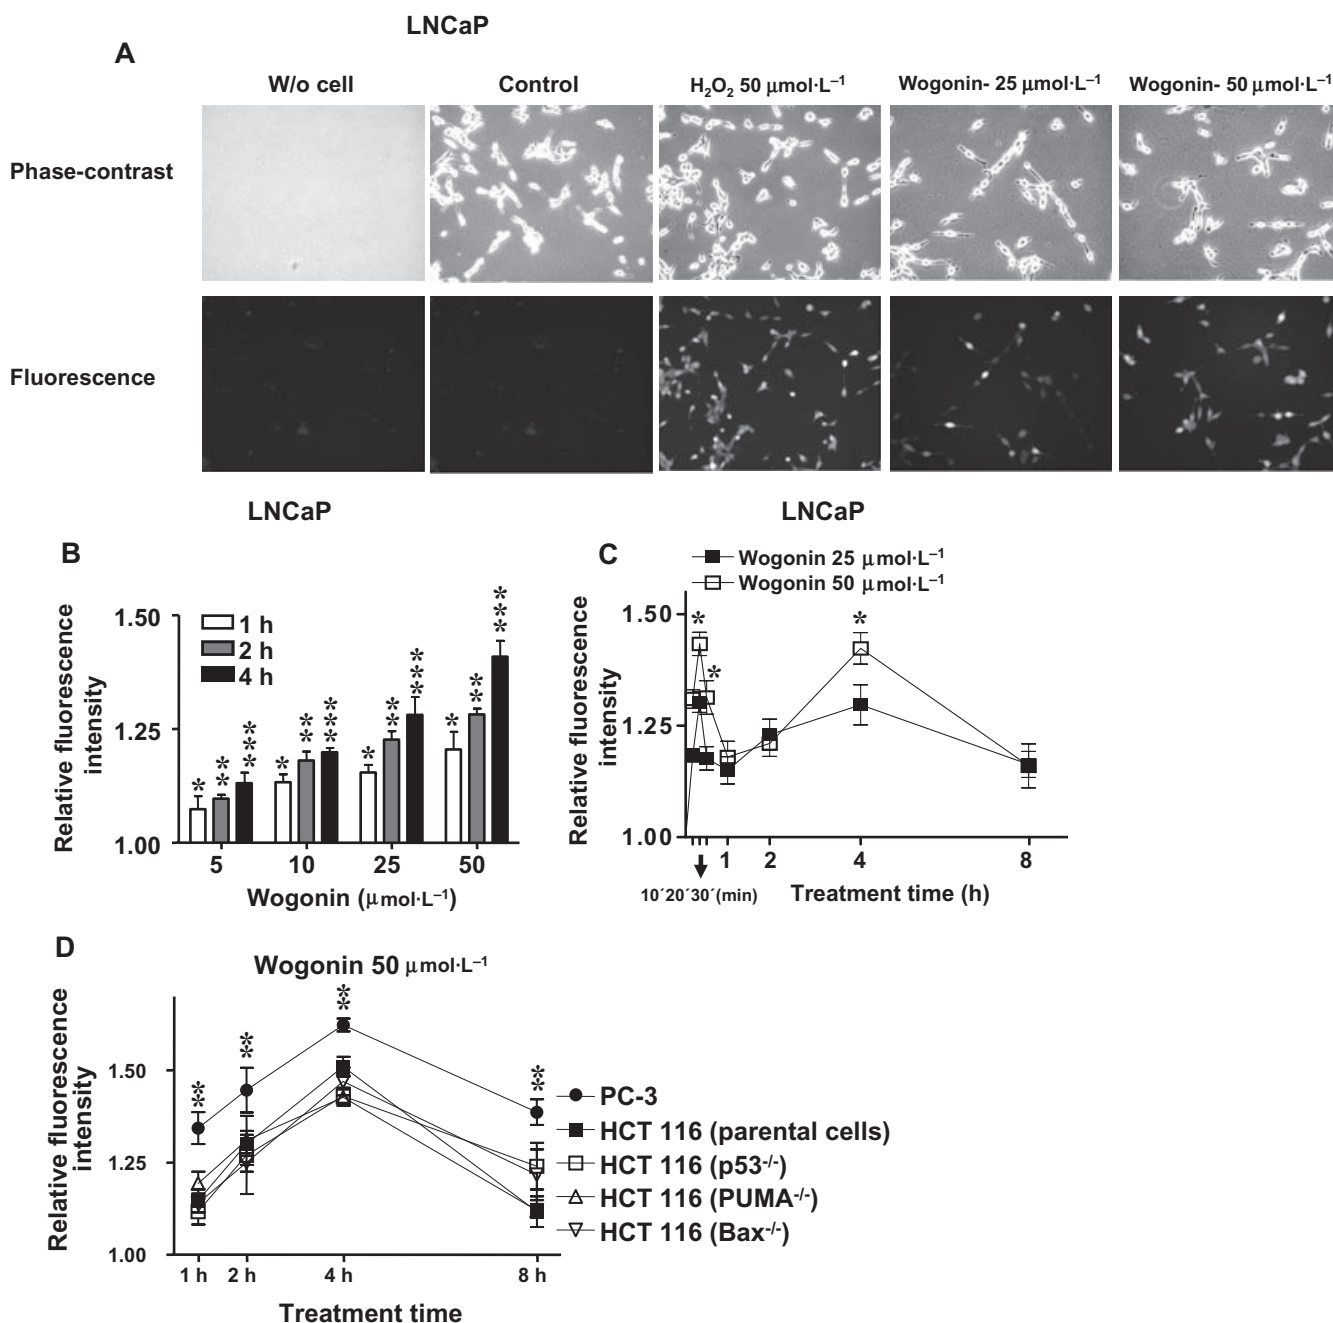 LNCaP
A
W/o cell Control H₂O₂ 50 μmol·L⁻¹ Wogonin- 25 μmol·L⁻¹ Wogonin- 50 μmol·L⁻¹
Phase-contrast
Fluorescence
LNCaP
B
Relative fluorescence
intensity
1.50
1.25
1.00
1 h
2 h
4 h
* ** *** * ** *** * ** *** * ** ***
5 10 25 50
Wogonin (μmol·L⁻¹)
LNCaP
C
Wogonin 25 μmol·L⁻¹
Wogonin 50 μmol·L⁻¹
Relative fluorescence
intensity
1.50
1.25
1.00
* * *
1 2 4 8
10´20´30´(min) Treatment time (h)
D
Wogonin 50 μmol·L⁻¹
Relative fluorescence
intensity
1.50
1.25
1.00
** ** ** **
1 h 2 h 4 h 8 h
Treatment time
PC-3
HCT 116 (parental cells)
HCT 116 (p53⁻/⁻)
HCT 116 (PUMA⁻/⁻)
HCT 116 (Bax⁻/⁻)